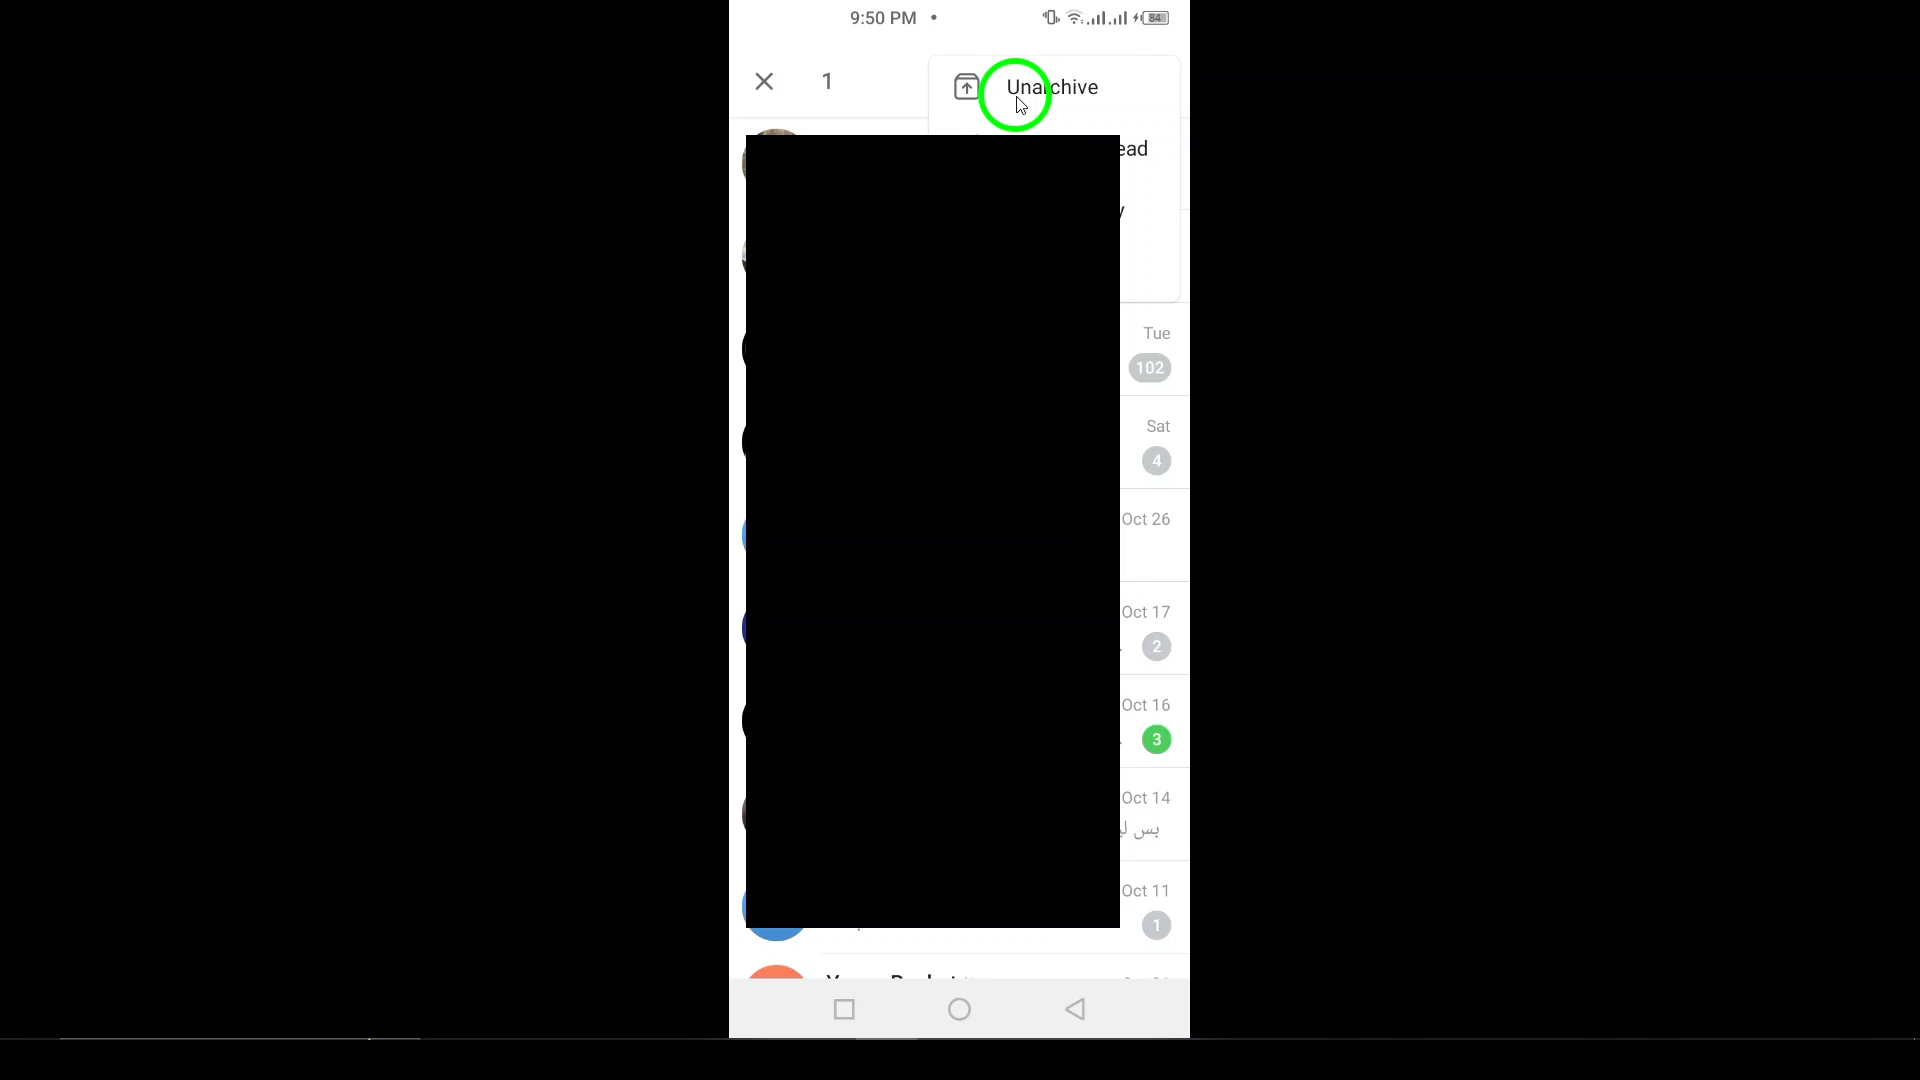 9:50 PM
84
1
Unarchive
ead
Tue
102
Sat
4
Oct 26
Oct 17
2
Oct 16
3
Oct 14
بس
Oct 11
1